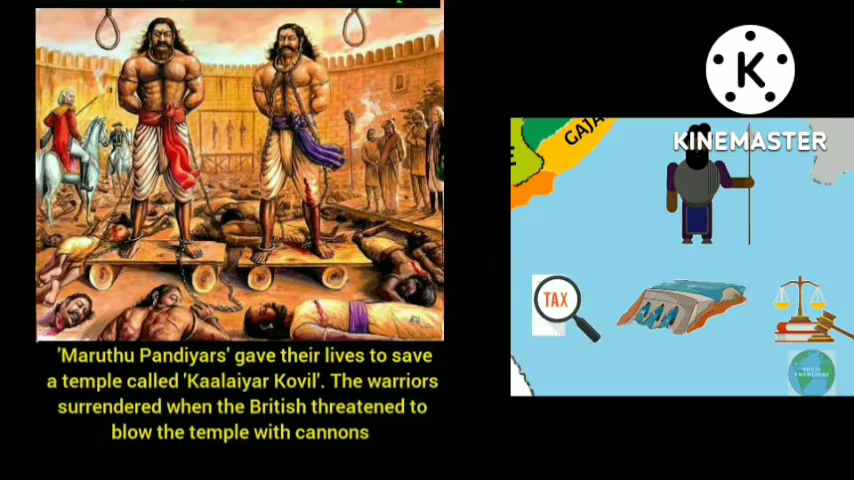 'Maruthu Pandiyars' gave their lives to save
a temple called 'Kaalaiyar Kovil'. The warriors
surrendered when the British threatened to
blow the temple with cannons
K
KINEMASTER
GAJA
E
TAX